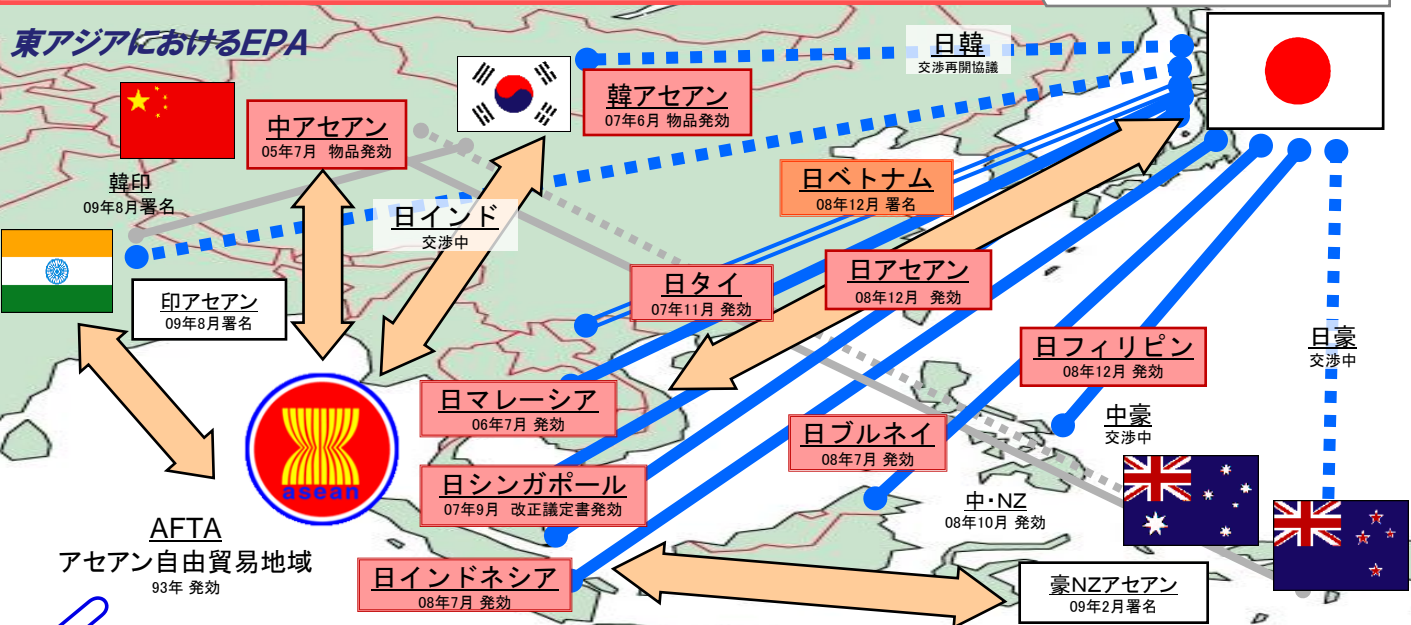 東アジアにおけるEPA
日韓
交渉再開協議
韓アセアン
07年6月 物品発効
中アセアン
05年7月 物品発効
韓印
09年8月署名
日ベトナム
08年12月 署名
日インド
交渉中
日アセアン
08年12月 発効
日タイ
07年11月 発効
印アセアン
09年8月署名
日フィリピン
08年12月 発効
日豪
交渉中
日マレーシア
06年7月 発効
中豪
交渉中
日ブルネイ
08年7月 発効
日シンガポール
07年9月 改正議定書発効
asean
中・NZ
08年10月 発効
AFTA
アセアン自由貿易地域
93年 発効
日インドネシア
08年7月 発効
豪NZアセアン
09年2月署名